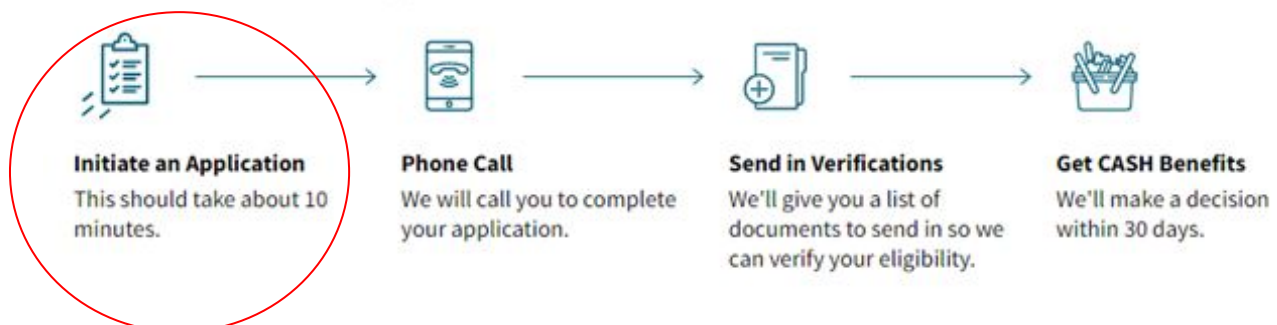 Initiate an Application
This should take about 10
minutes.
Phone Call
We will call you to complete
your application.
Send in Verifications
We'll give you a list of
documents to send in so we
can verify your eligibility.
Get CASH Benefits
We'll make a decision
within 30 days.